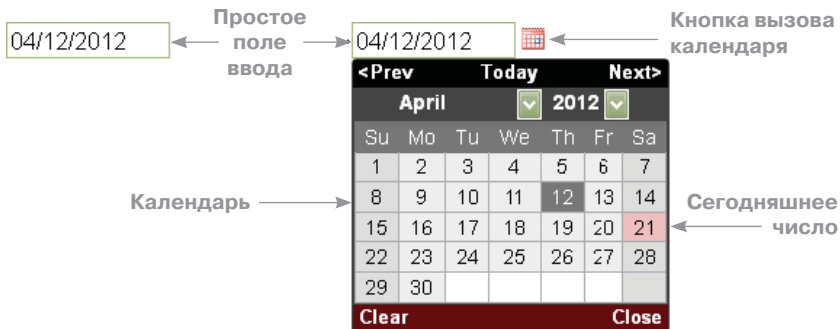 Простое
поле
ввода
04/12/2012
04/12/2012
Кнопка вызова
календаря
<Prev Today Next>
April 2012
Su Mo Tu We Th Fr Sa
1 2 3 4 5 6 7
8 9 10 11 12 13 14
15 16 17 18 19 20 21
22 23 24 25 26 27 28
29 30
Clear Close
Календарь
Сегодняшнее
число